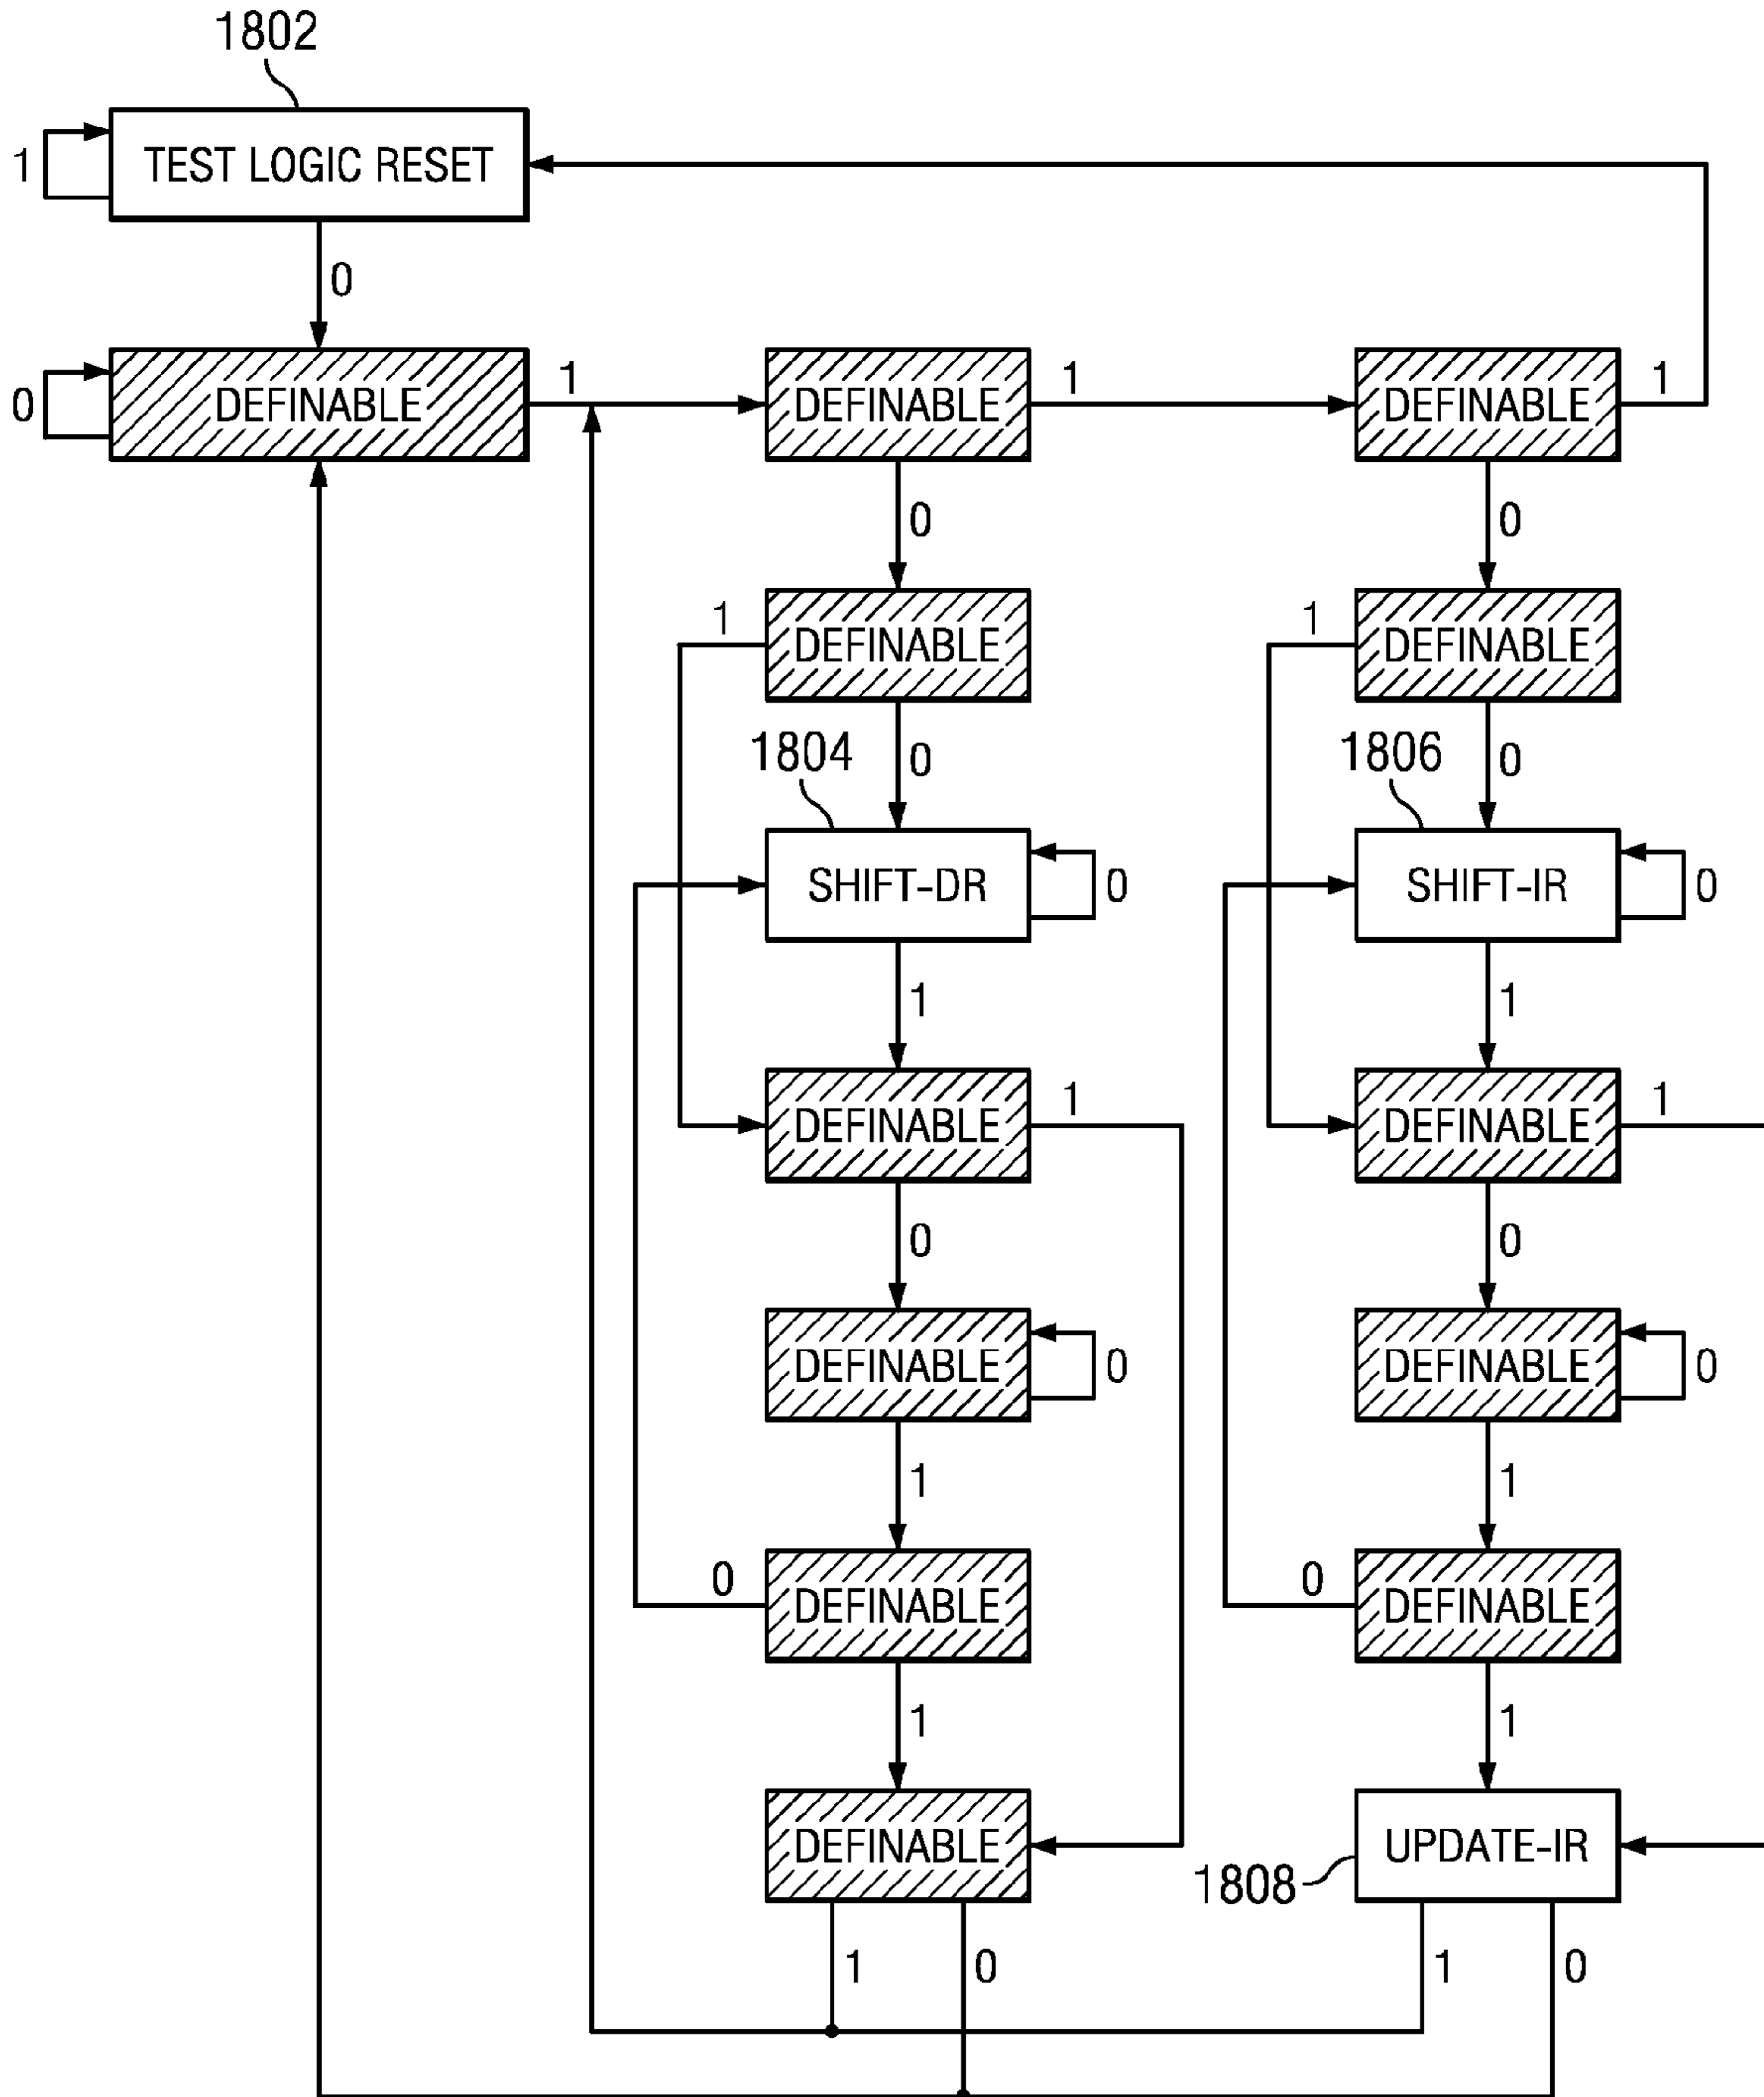 1802
1
TEST LOGIC RESET
0
0
DEFINABLE
1
DEFINABLE
1
DEFINABLE
1
0
0
1
DEFINABLE
1
DEFINABLE
1804
0
1806
0
SHIFT-DR
0
SHIFT-IR
0
1
1
DEFINABLE
1
DEFINABLE
1
0
0
DEFINABLE
0
DEFINABLE
0
1
1
0
DEFINABLE
0
DEFINABLE
1
1
DEFINABLE
UPDATE-IR
1808
1
0
1
0